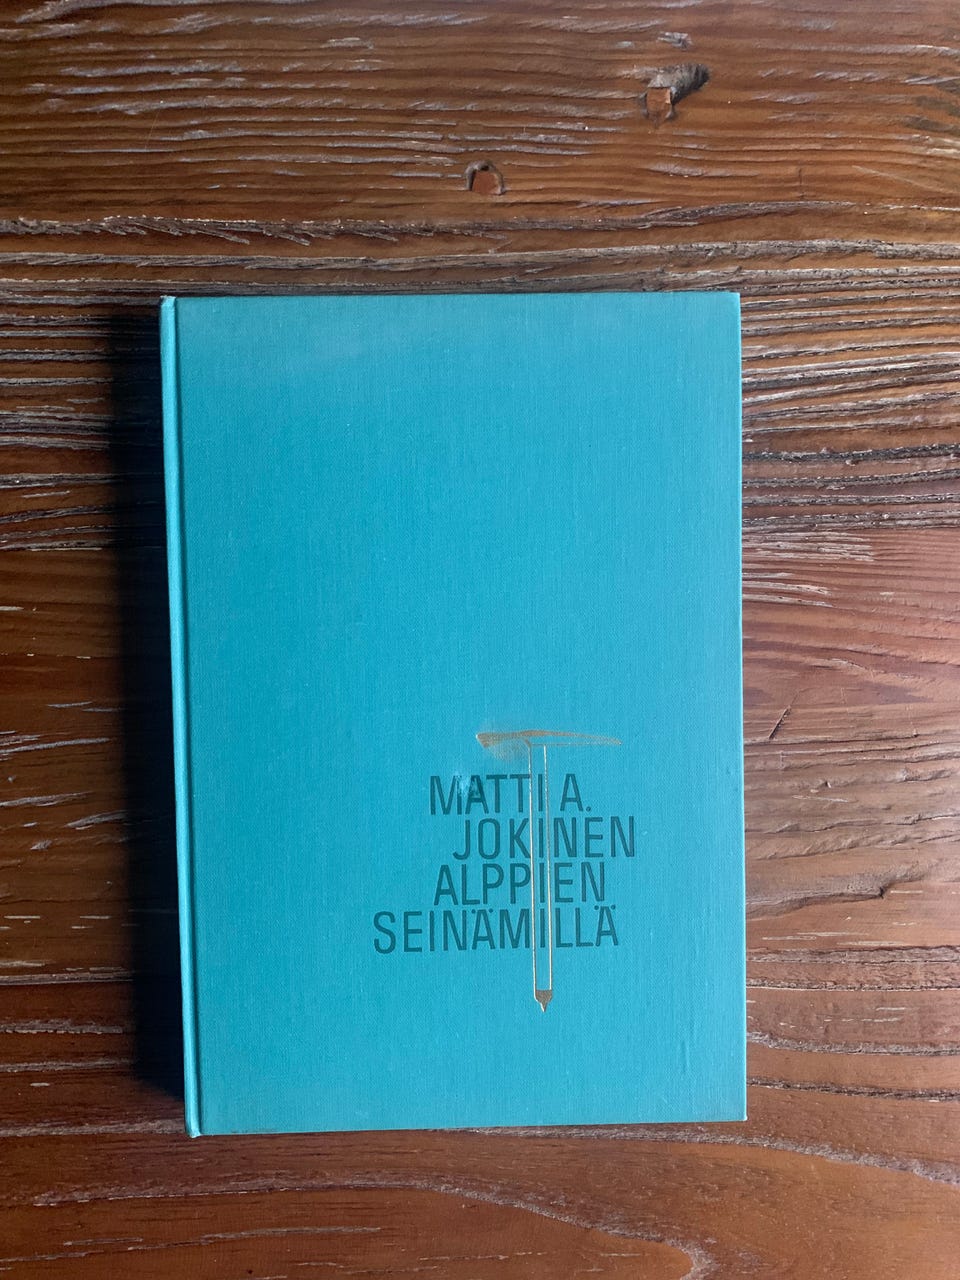 MATTI A.
JOKINEN
ALPPIEN
SEINÄMILLÄ